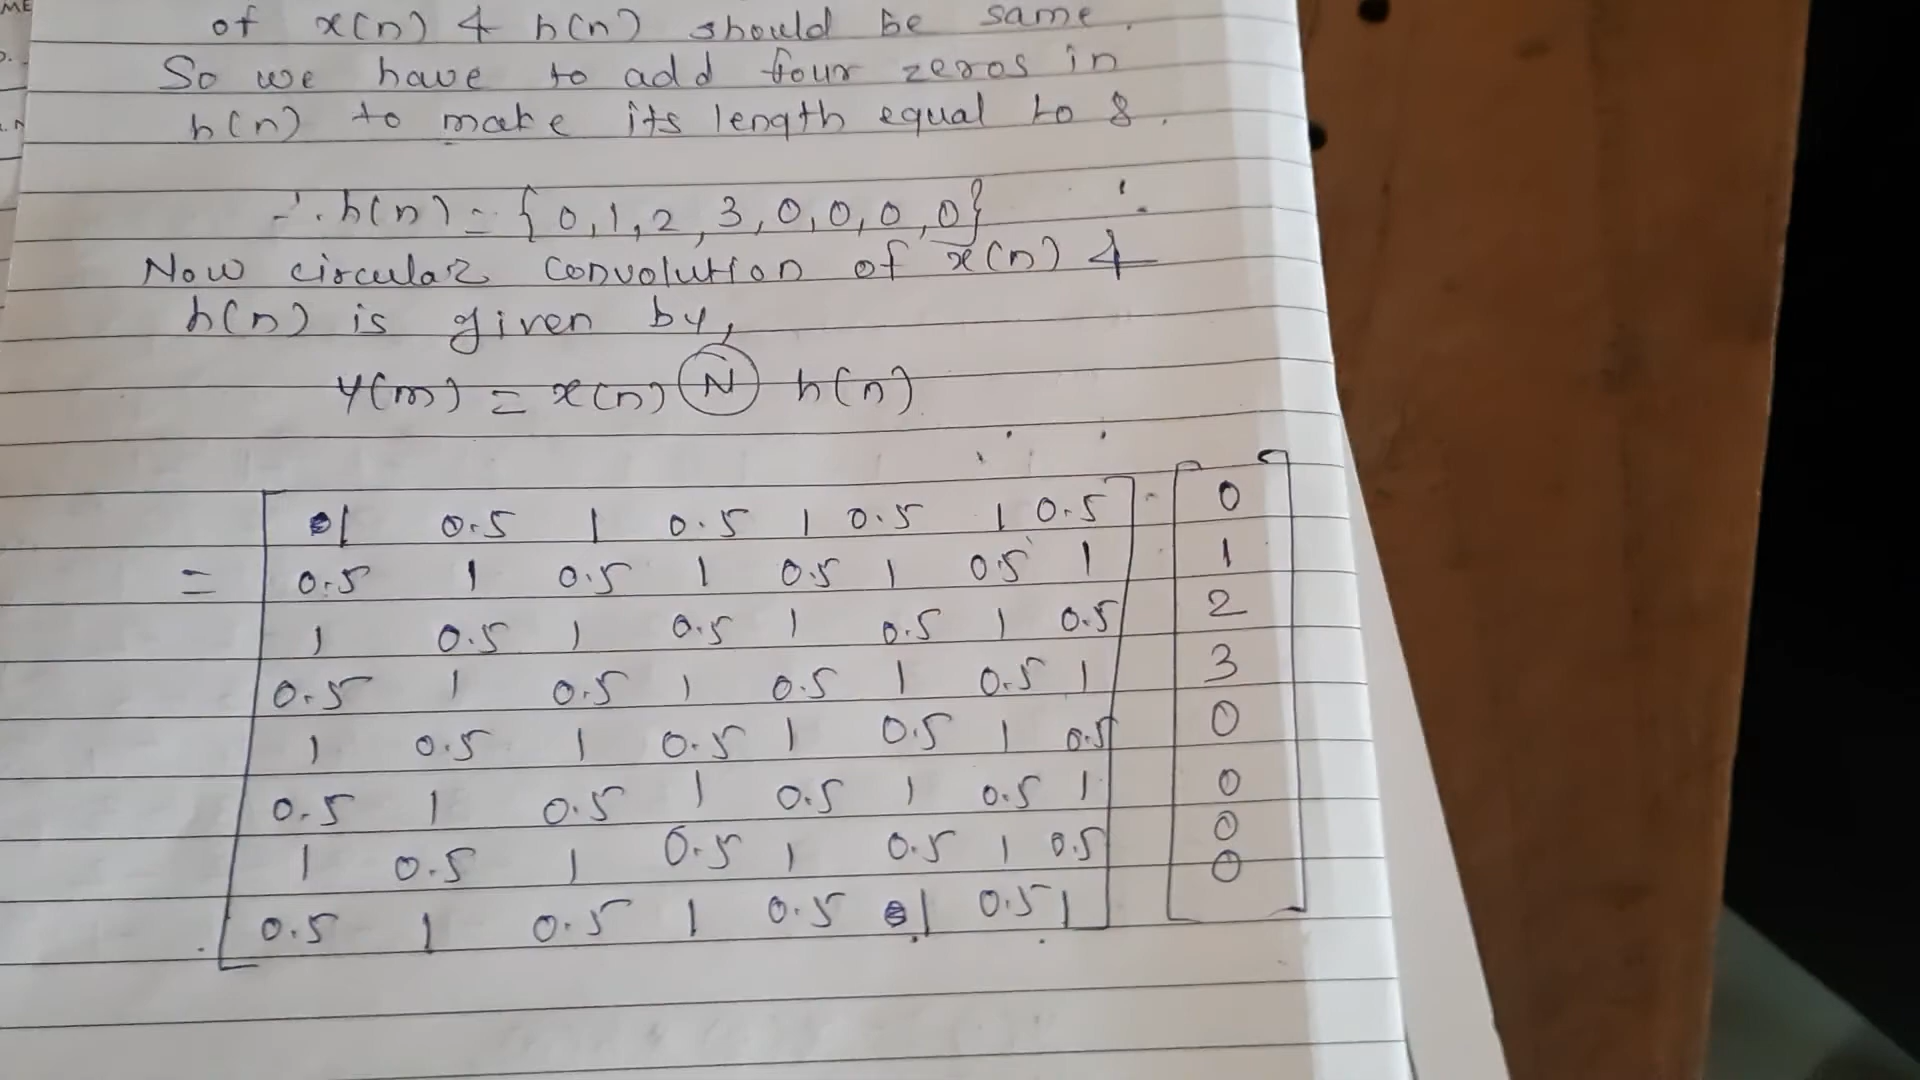 ME
of x(n) & h(n) should be same.
So we have to add four zeros in
h(n) to make its length equal to 8.
∴ h(n) = {0,1,2,3,0,0,0,0}
Now circular convolution of x(n) &
h(n) is given by,
y(m) = x(n) Ⓝ h(n)
1 0.5 1 0.5 1 0.5 1 0.5 0
= 0.5 1 0.5 1 0.5 1 0.5 1 1
1 0.5 1 0.5 1 0.5 1 0.5 2
0.5 1 0.5 1 0.5 1 0.5 1 3
1 0.5 1 0.5 1 0.5 1 0.5 0
0.5 1 0.5 1 0.5 1 0.5 1 0
1 0.5 1 0.5 1 0.5 1 0.5 0
0.5 1 0.5 1 0.5 1 0.5 1 0